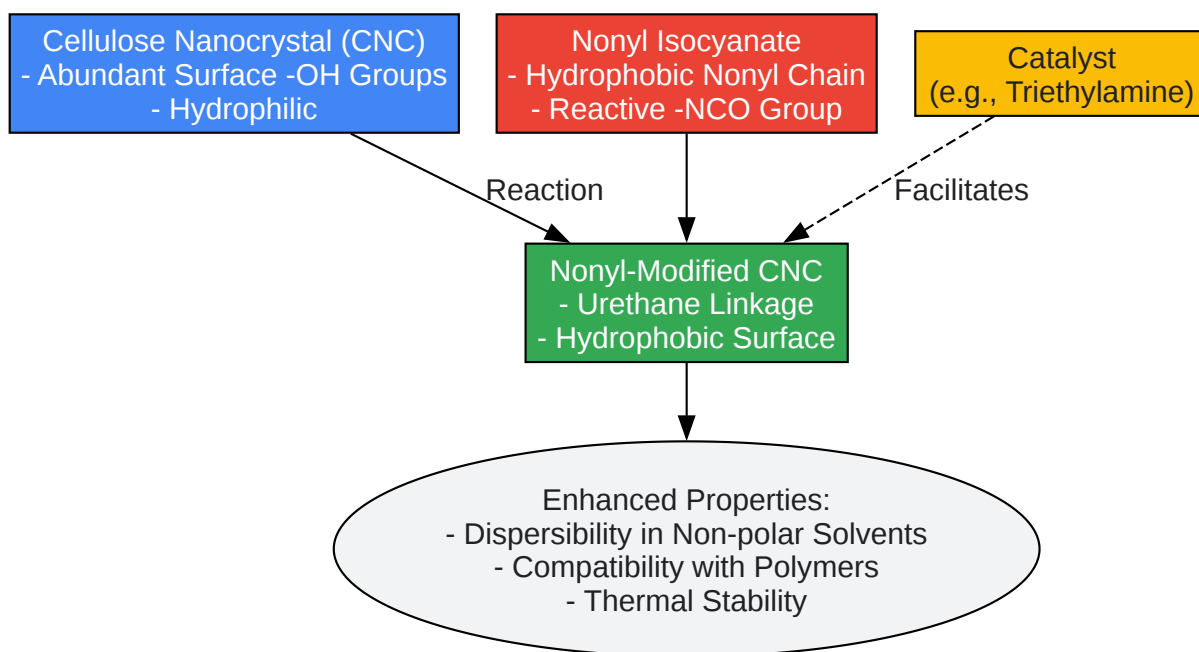 Cellulose Nanocrystal (CNC)
- Abundant Surface -OH Groups
- Hydrophilic
Nonyl Isocyanate
- Hydrophobic Nonyl Chain
- Reactive -NCO Group
Catalyst
(e.g., Triethylamine)
Reaction
Facilitates
Nonyl-Modified CNC
- Urethane Linkage
- Hydrophobic Surface
Enhanced Properties:
- Dispersibility in Non-polar Solvents
- Compatibility with Polymers
- Thermal Stability